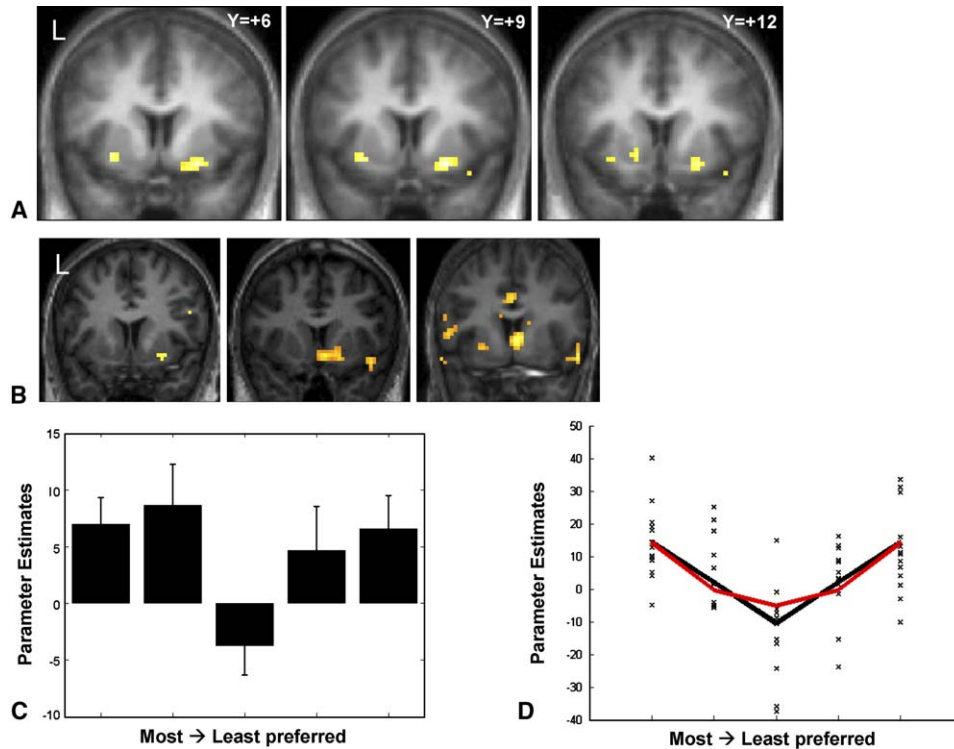 L
Y=+6
Y=+9
Y=+12
A
L
B
15
10
5
0
-5
-10
Parameter Estimates
Most → Least preferred
C
50
40
30
20
10
0
-10
-20
-30
-40
Parameter Estimates
Most → Least preferred
D